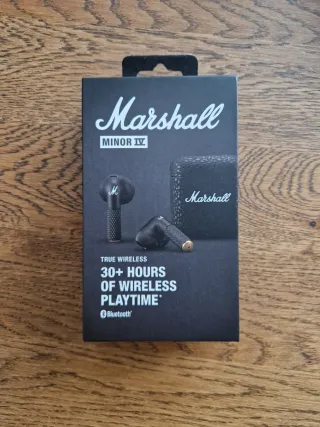 Marshall
MINOR IV
M
Marshall
TRUE WIRELESS
30+ HOURS
OF WIRELESS
PLAYTIME*
Bluetooth®